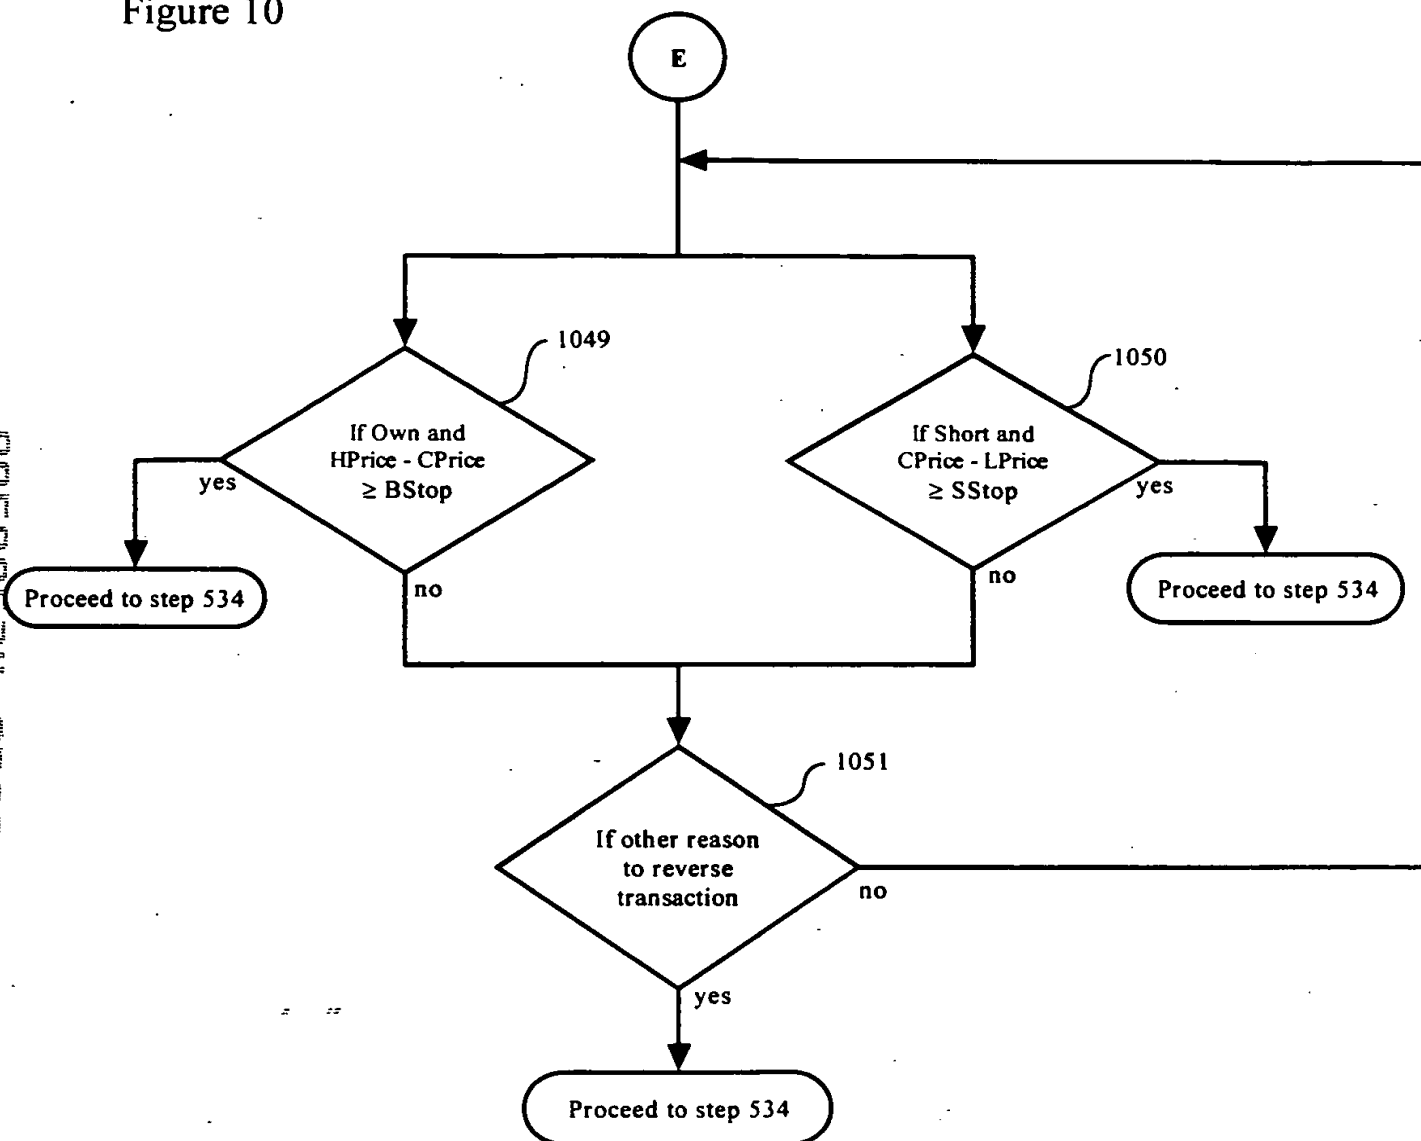 Figure 10
E
1049
1050
If Own and
HPrice - CPrice
≥ BStop
If Short and
CPrice - LPrice
≥ SStop
yes
yes
no
no
Proceed to step 534
Proceed to step 534
1051
If other reason
to reverse
transaction
no
yes
Proceed to step 534